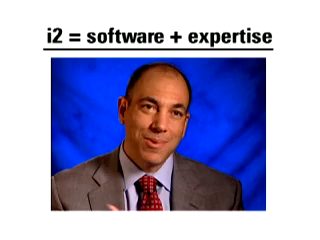 i2 = software + expertise